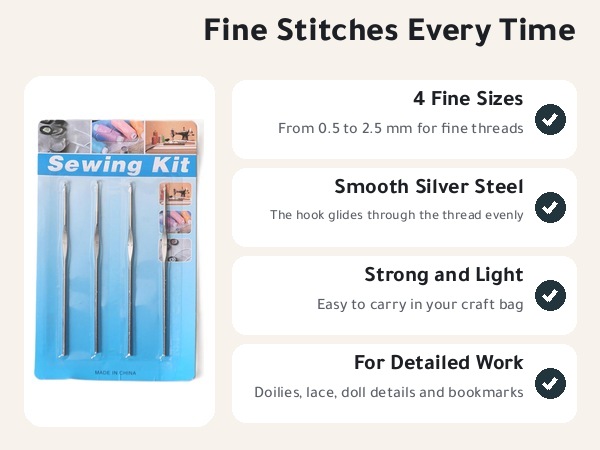 Fine Stitches Every Time
Sewing Kit
MADE IN CHINA
4 Fine Sizes
From 0.5 to 2.5 mm for fine threads
Smooth Silver Steel
The hook glides through the thread evenly
Strong and Light
Easy to carry in your craft bag
For Detailed Work
Doilies, lace, doll details and bookmarks